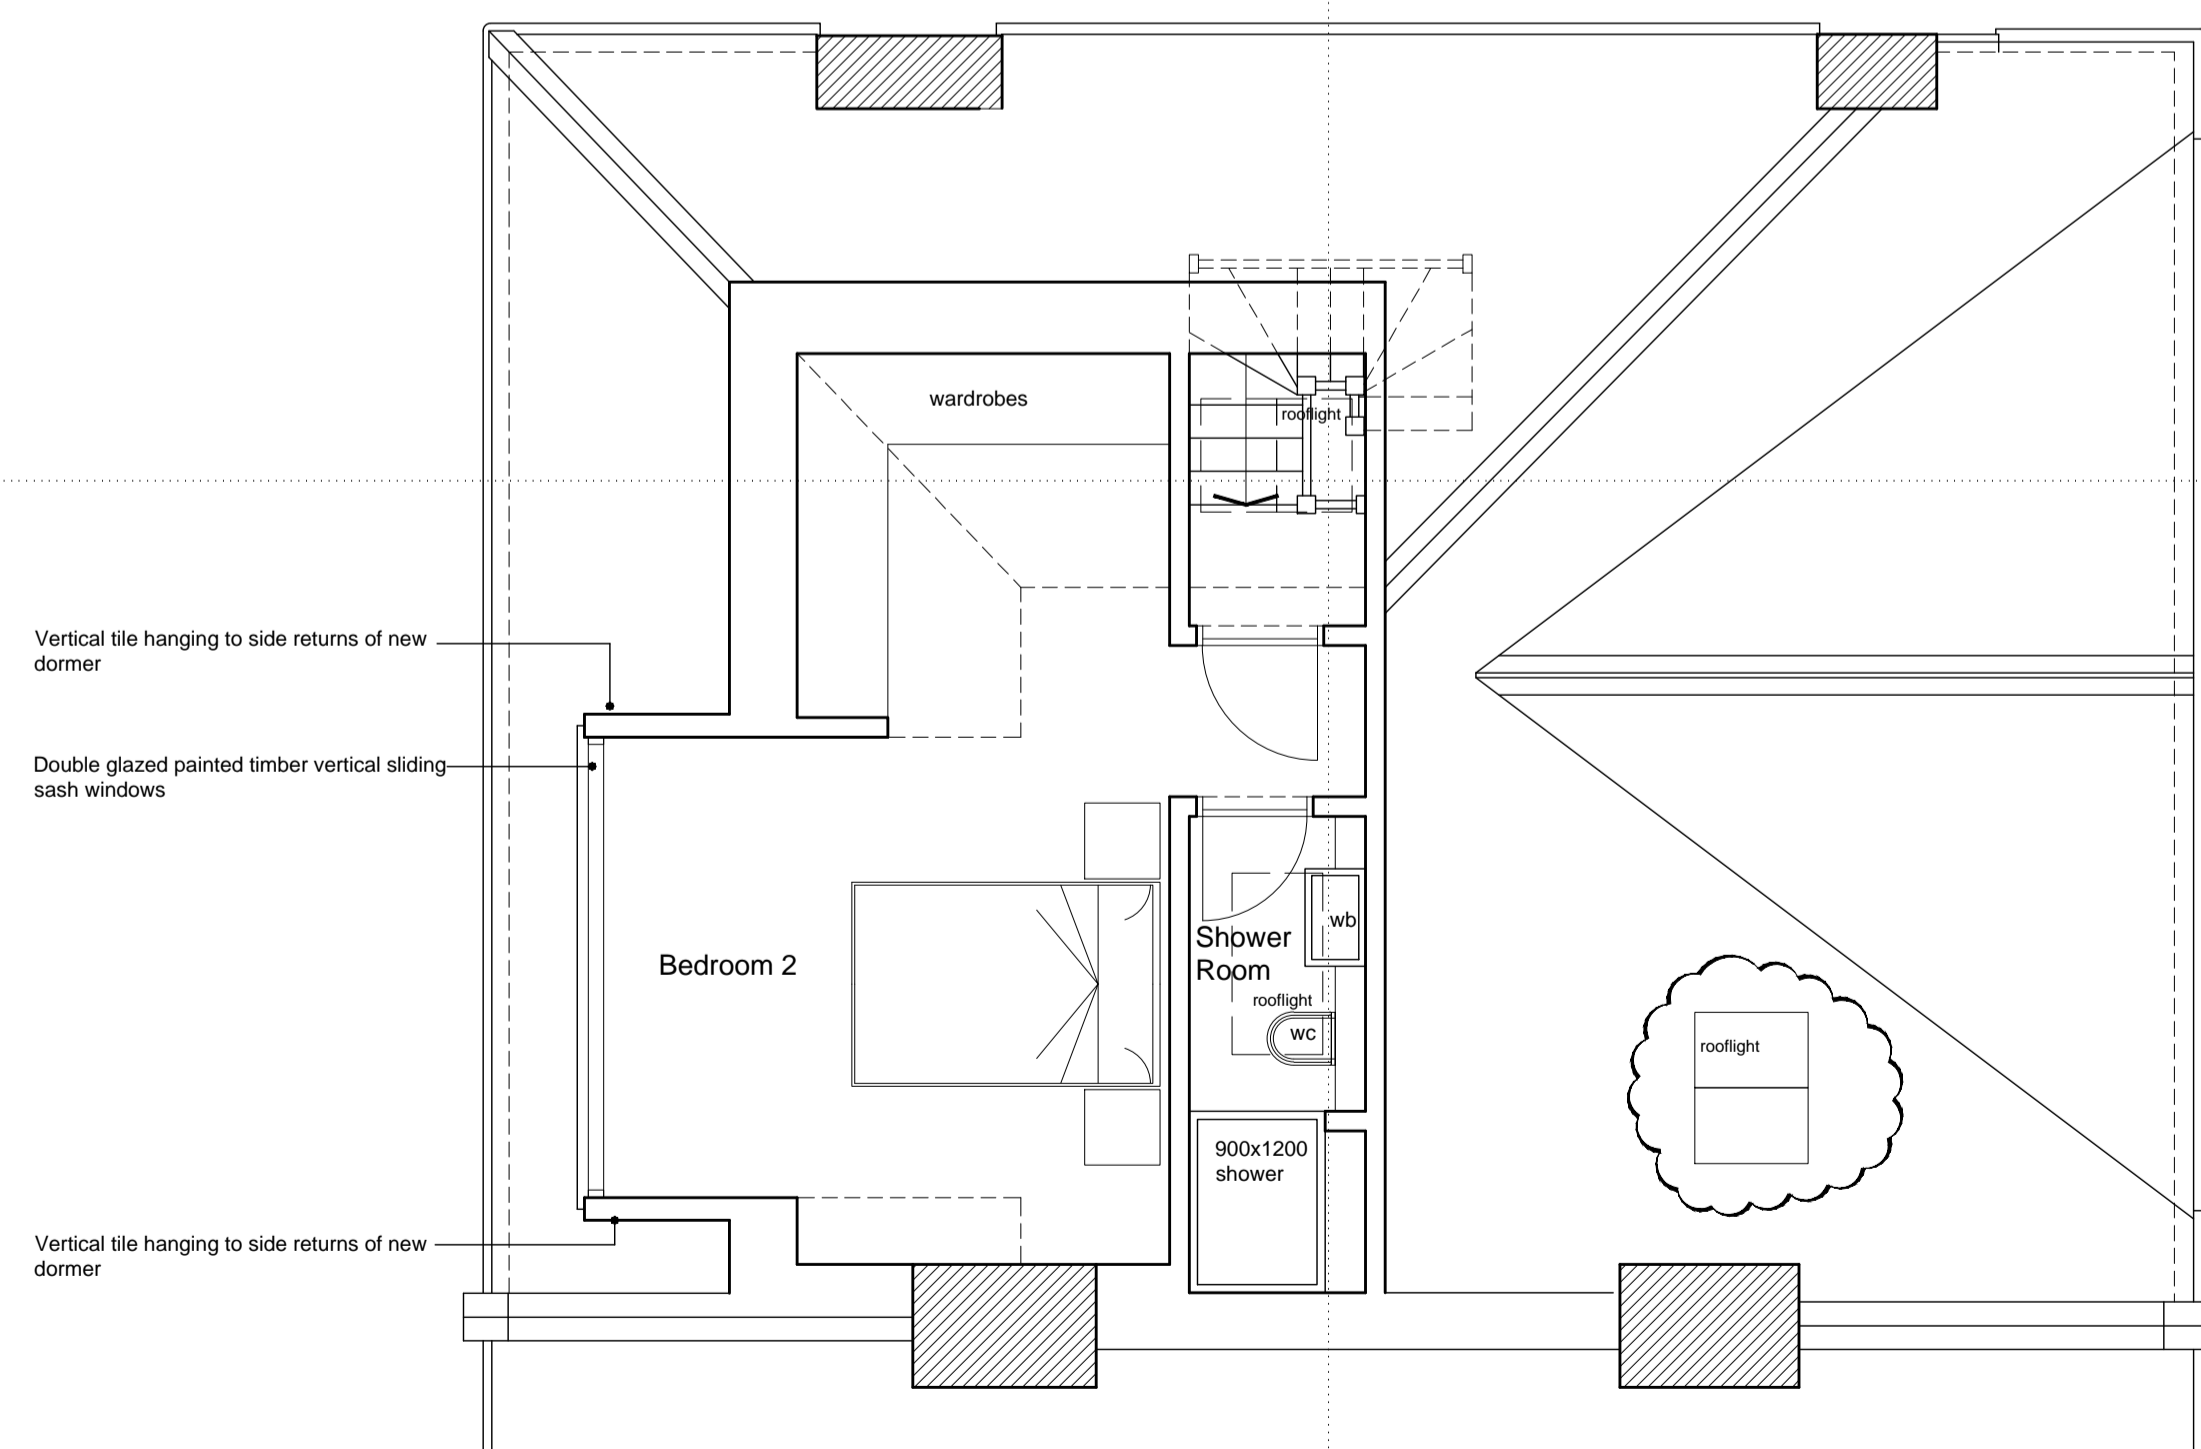 wardrobes
rooflight
Vertical tile hanging to side returns of new
dormer
Double glazed painted timber vertical sliding
sash windows
Bedroom 2
Shower
Room
wb
rooflight
wc
rooflight
900x1200
shower
Vertical tile hanging to side returns of new
dormer